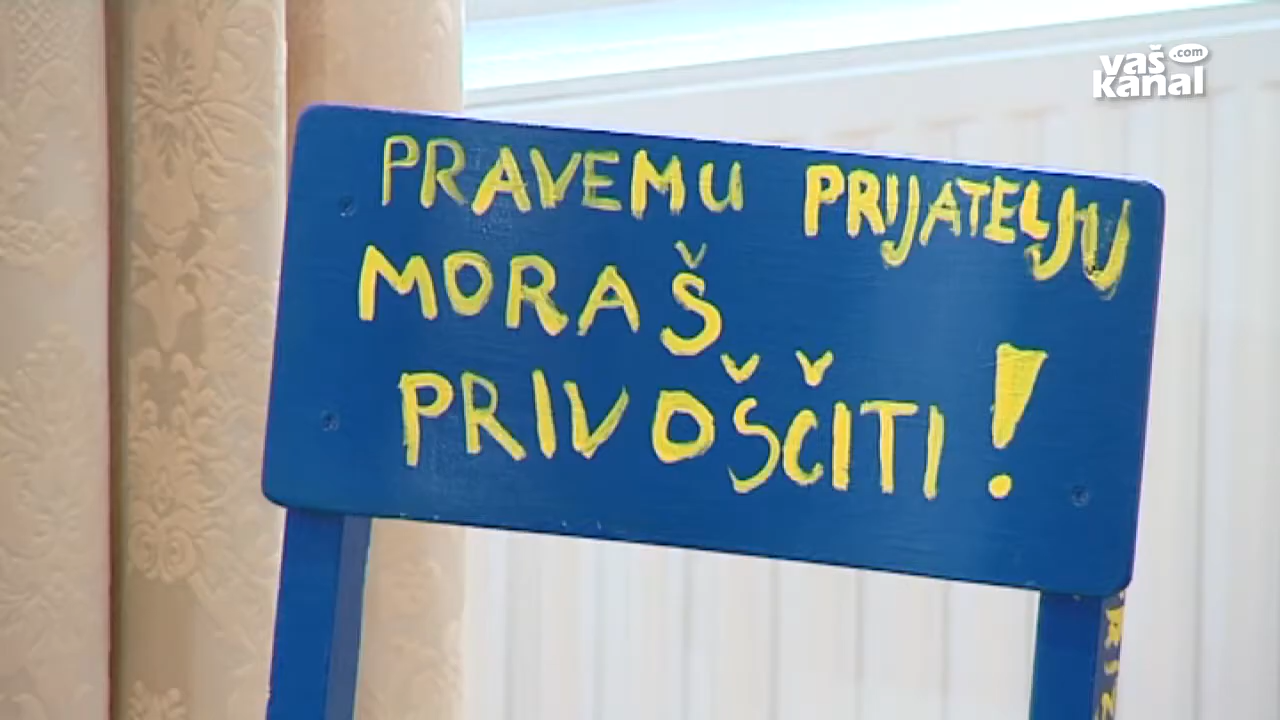 vaš .com
kanal
PRAVEMU PRIJATELJU
MORAŠ
PRIVOŠČITI!